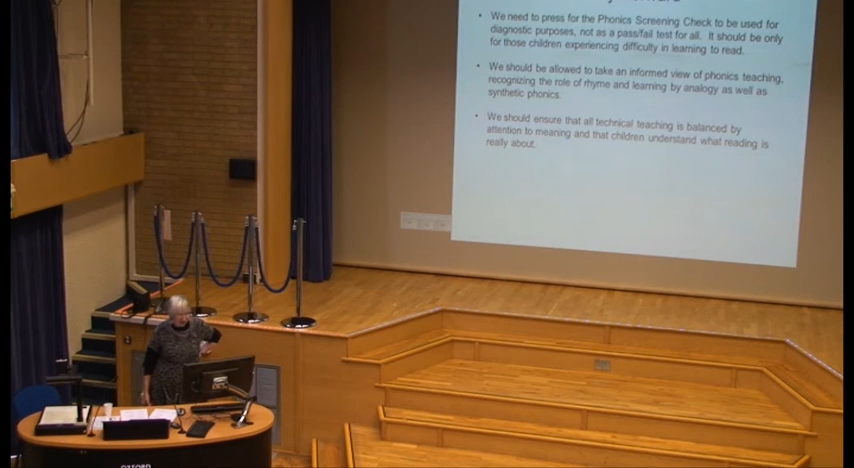 • We need to press for the Phonics Screening Check to be used for
diagnostic purposes, not as a pass/fail test for all. It should be only
for those children experiencing difficulty in learning to read.
• We should be allowed to take an informed view of phonics teaching,
recognizing the role of rhyme and learning by analogy as well as
synthetic phonics.
• We should ensure that all technical teaching is balanced by
attention to meaning and that children understand what reading is
really about.
OXFORD